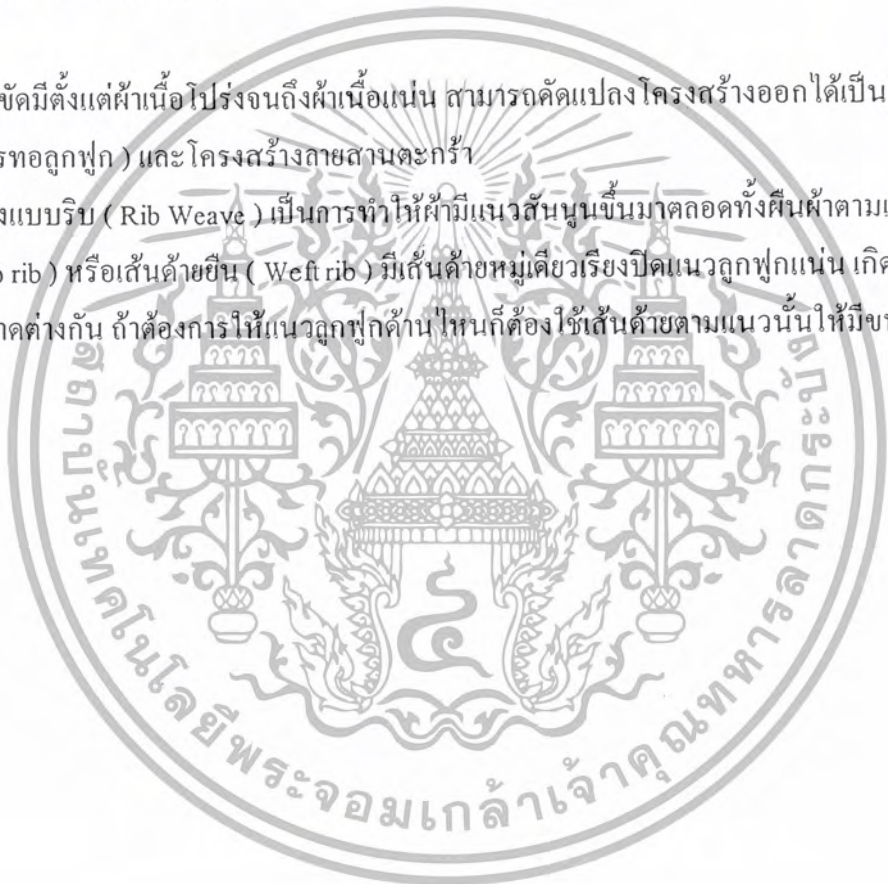 ขัดมีตั้งแต่ผ้าเนื้อโปร่งจนถึงผ้าเนื้อแน่น สามารถดัดแปลงโครงสร้างออกได้เป็น
รทอลูกฟูก ) และโครงสร้างลายสานตะกร้า
งแบบริบ ( Rib Weave ) เป็นการทำให้ผ้ามีแนวสันนูนขึ้นมาตลอดทั้งผืนผ้าตามแ
rib ) หรือเส้นด้ายยืน ( Weft rib ) มีเส้นด้ายหมู่เดียวเรียงปิดแนวลูกฟูกแน่น เกิด
าดต่างกัน ถ้าต้องการให้แนวลูกฟูกด้านไหนก็ต้องใช้เส้นด้ายตามแนวนั้นให้มีขน
สถาบันเทคโนโลยีพระจอมเกล้าเจ้าคุณทหารลาดกระบัง